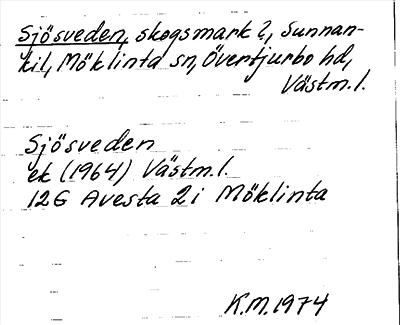 Sjösveden, skogsmark?, Sunnan-
kil, Möklinta sn, Övertjurbo hd,
Västm.l.
Sjösveden
ek (1964) Västm.l.
12G Avesta 2i Möklinta
K.M. 1974